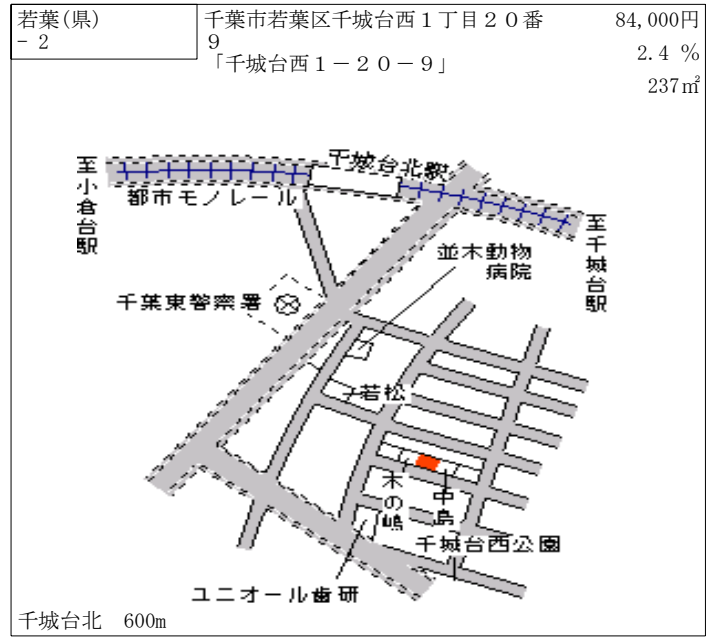 若葉(県)
- 2
千葉市若葉区千城台西１丁目２０番
9
「千城台西１－２０－９」
84,000円
2.4 %
237㎡
千城台北駅
至小倉台駅
都市モノレール
至千城台駅
並木動物
病院
千葉東警察署
若松
木の嶋
中島
千城台西公園
ユニオール歯研
千城台北　600m